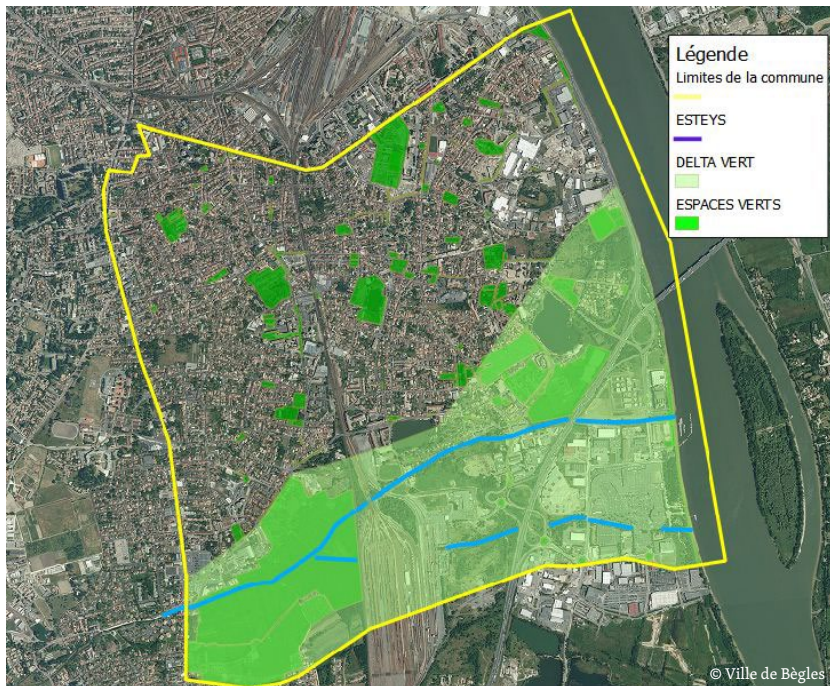 Légende
Limites de la commune
ESTEYS
DELTA VERT
ESPACES VERTS
© Ville de Bègles